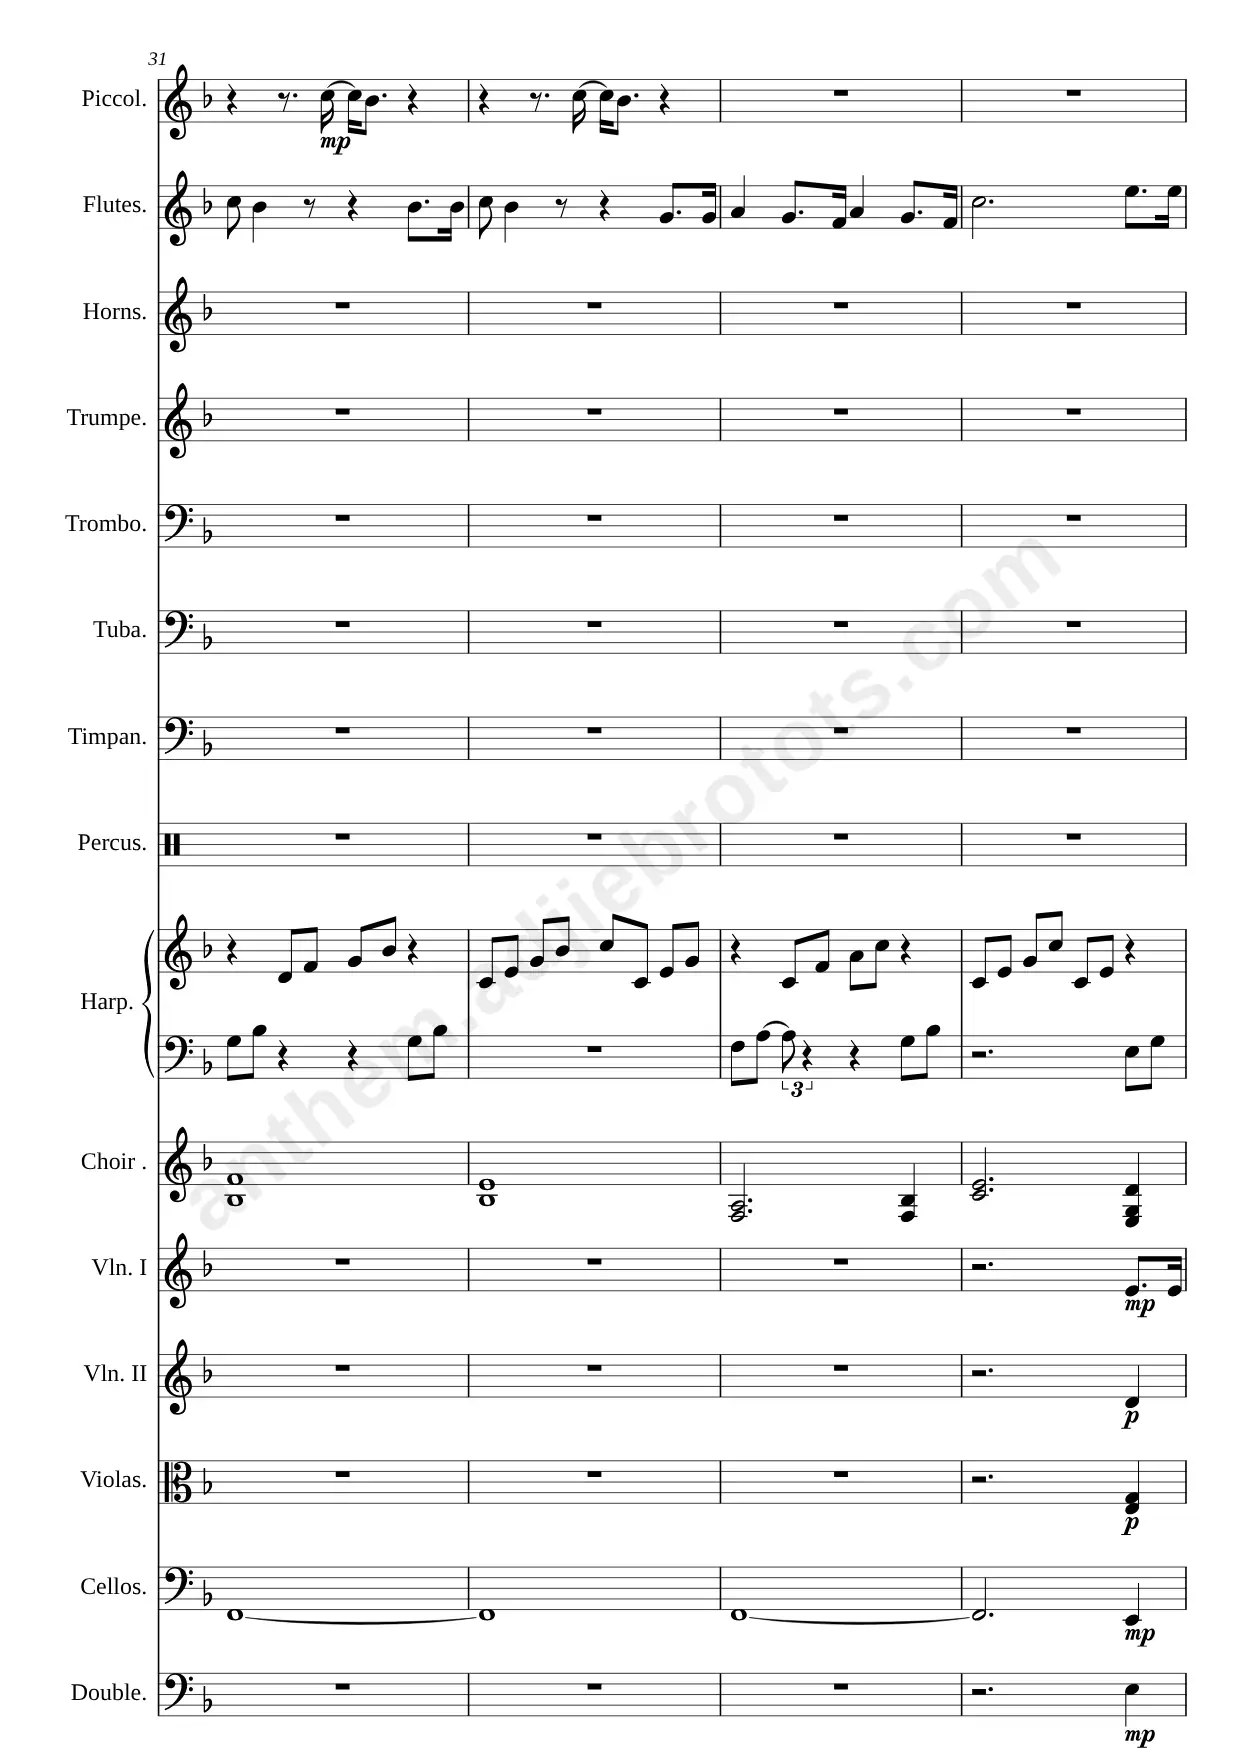 31
Piccol.
mp
Flutes.
Horns.
Trumpe.
Trombo.
Tuba.
Timpan.
Percus.
Harp.
3
Choir .
Vln. I
mp
Vln. II
p
Violas.
p
Cellos.
mp
Double.
mp
anthem.adjiebrotots.com